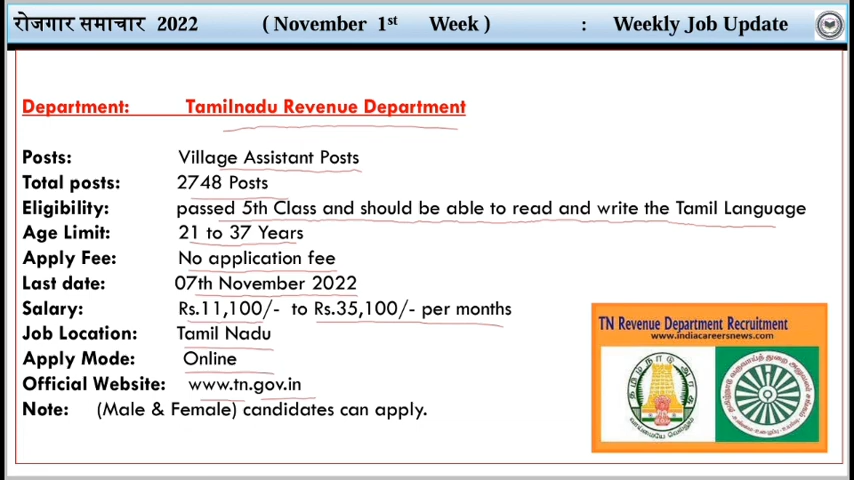 रोजगार समाचार 2022 ( November 1st Week ) : Weekly Job Update
Department: Tamilnadu Revenue Department
Posts: Village Assistant Posts
Total posts: 2748 Posts
Eligibility: passed 5th Class and should be able to read and write the Tamil Language
Age Limit: 21 to 37 Years
Apply Fee: No application fee
Last date: 07th November 2022
Salary: Rs.11,100/- to Rs.35,100/- per months
Job Location: Tamil Nadu
Apply Mode: Online
Official Website: www.tn.gov.in
Note: (Male & Female) candidates can apply.
TN Revenue Department Recruitment
www.indiacareersnews.com
தமிழ்நாடு அரசு
வாய்மையே வெல்லும்